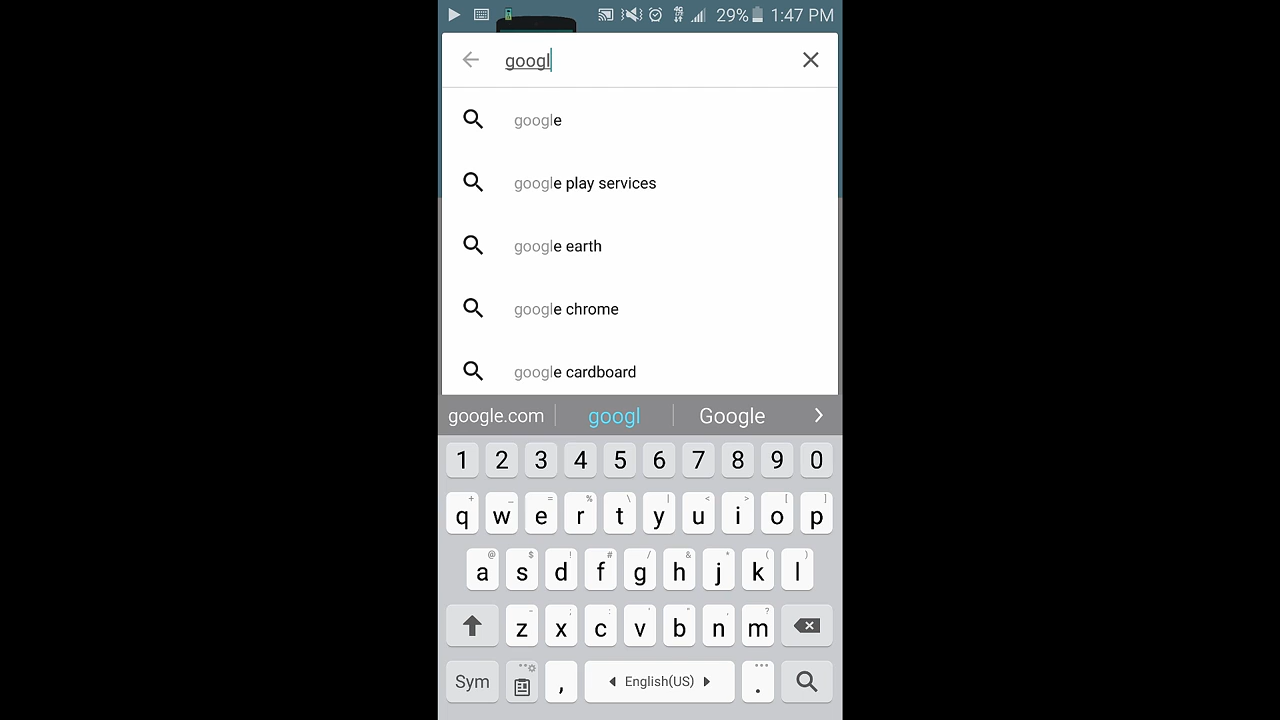 29% 1:47 PM
googl
google
google play services
google earth
google chrome
google cardboard
google.com googl Google
1 2 3 4 5 6 7 8 9 0
+ _ = % \ | < > [ ]
q w e r t y u i o p
@ $ ! # / & * ( )
a s d f g h j k l
- ; : ' " , ?
z x c v b n m
Sym , English(US) .